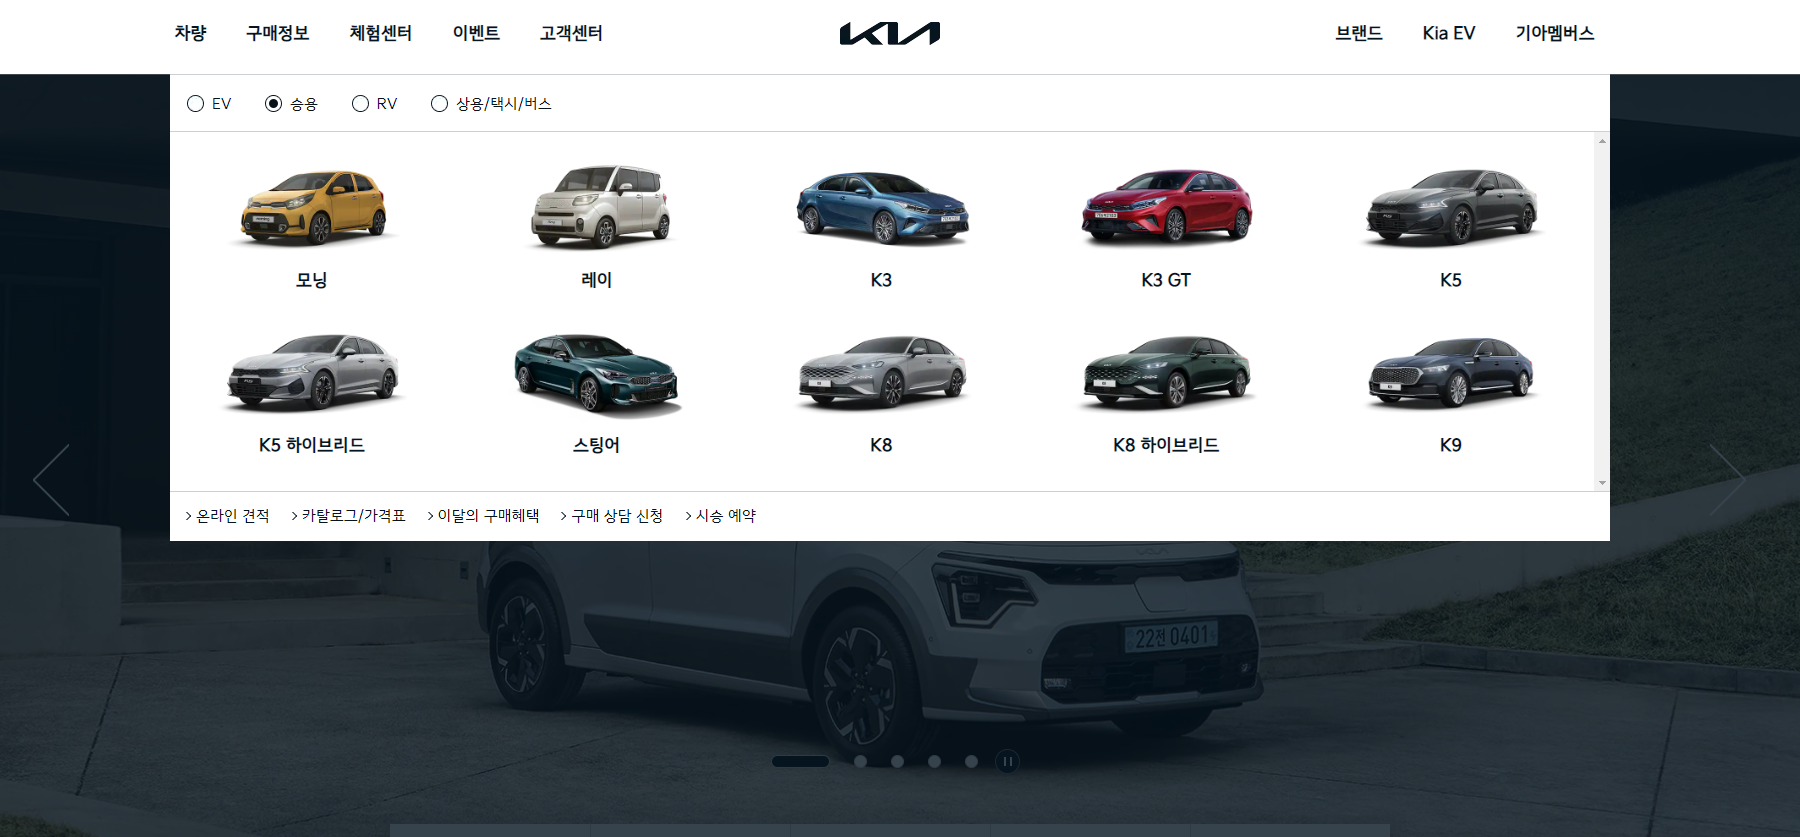 차량 구매정보 체험센터 이벤트 고객센터 KIA 브랜드 Kia EV 기아멤버스
EV 승용 RV 상용/택시/버스
모닝 레이 K3 K3 GT K5
K5 하이브리드 스팅어 K8 K8 하이브리드 K9
온라인 견적 카탈로그/가격표 이달의 구매혜택 구매 상담 신청 시승 예약
22전 0401